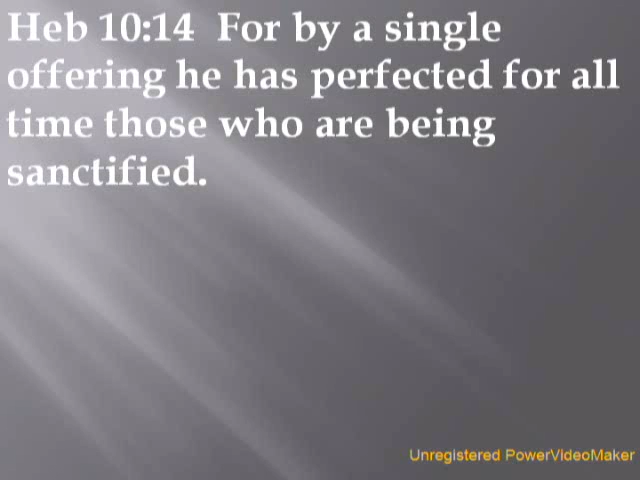 Heb 10:14  For by a single
offering he has perfected for all
time those who are being
sanctified.
Unregistered PowerVideoMaker